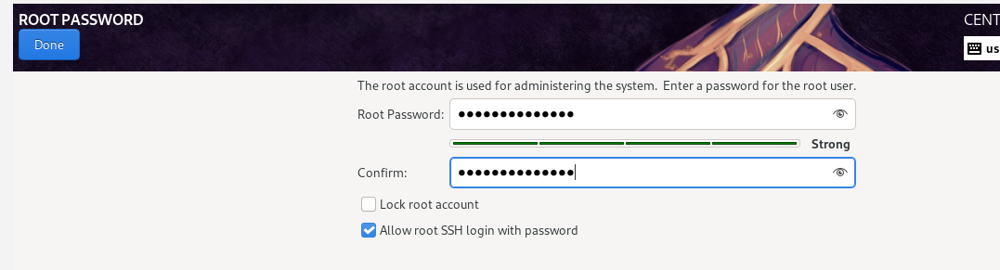 ROOT PASSWORD
CENT
Done
us
The root account is used for administering the system. Enter a password for the root user.
Root Password: ●●●●●●●●●●●●●●
Strong
Confirm: ●●●●●●●●●●●●●●
Lock root account
Allow root SSH login with password